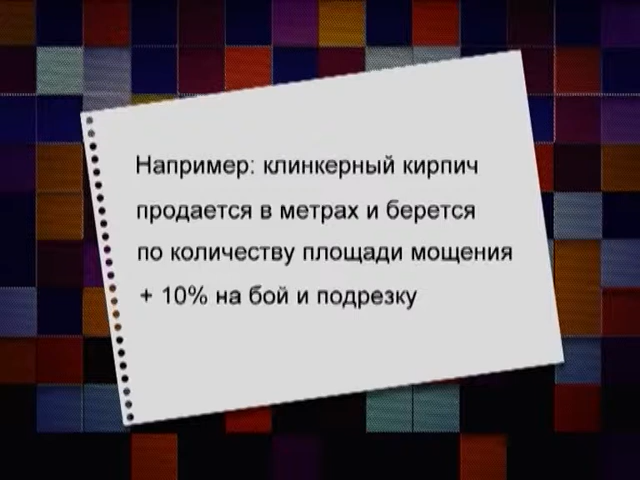 Например: клинкерный кирпич
продается в метрах и берется
по количеству площади мощения
+ 10% на бой и подрезку